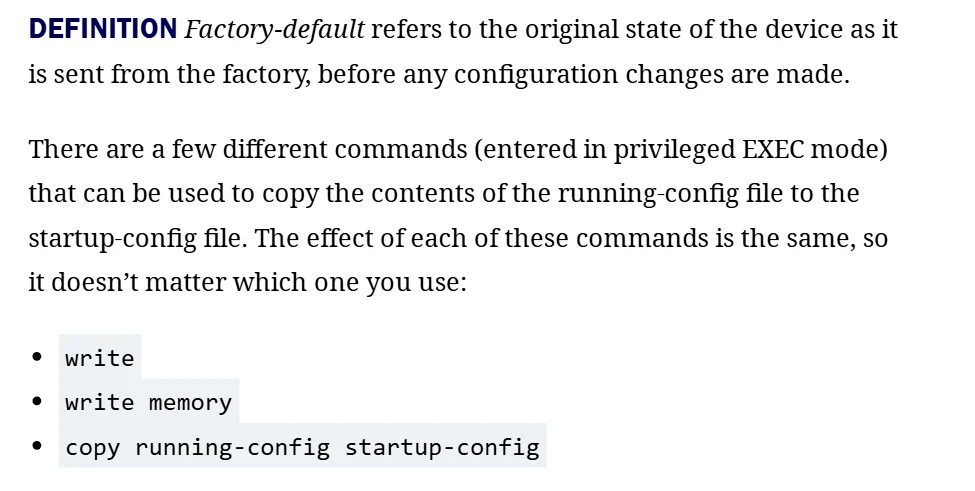 DEFINITION Factory-default refers to the original state of the device as it
is sent from the factory, before any configuration changes are made.
There are a few different commands (entered in privileged EXEC mode)
that can be used to copy the contents of the running-config file to the
startup-config file. The effect of each of these commands is the same, so
it doesn’t matter which one you use:
• write
• write memory
• copy running-config startup-config